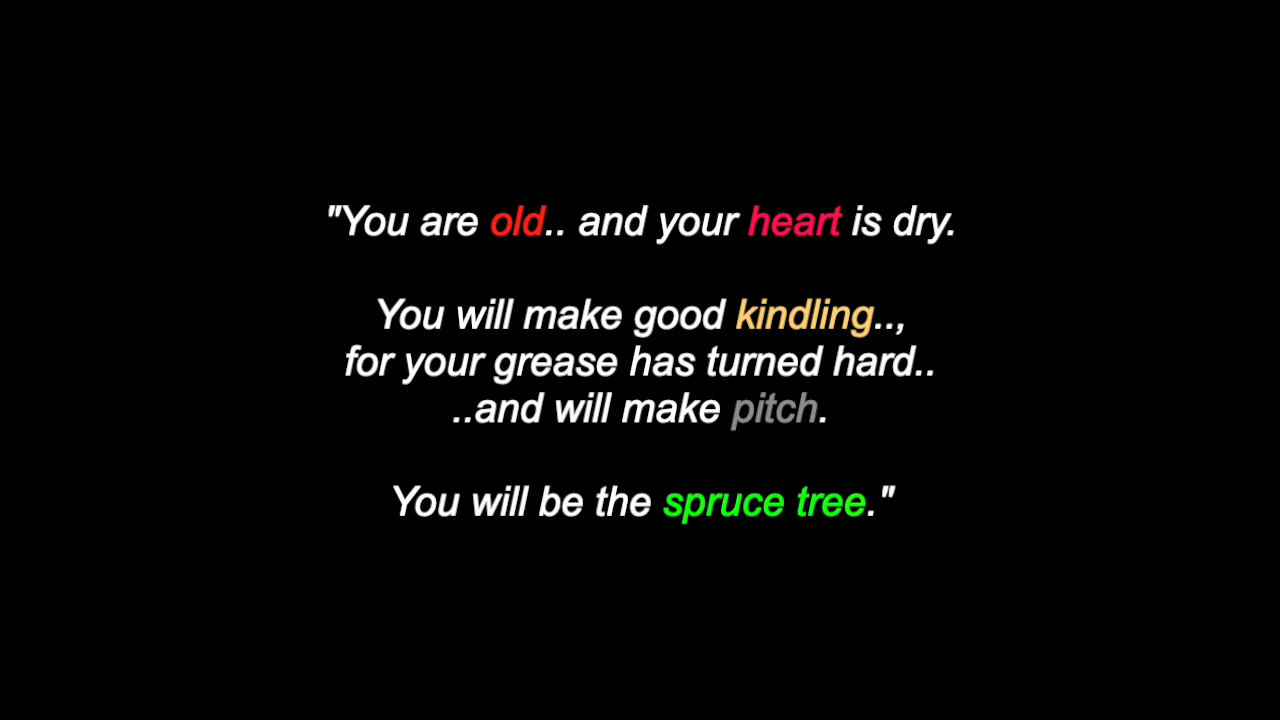 "You are old.. and your heart is dry.
You will make good kindling..,
for your grease has turned hard..
..and will make pitch.
You will be the spruce tree."